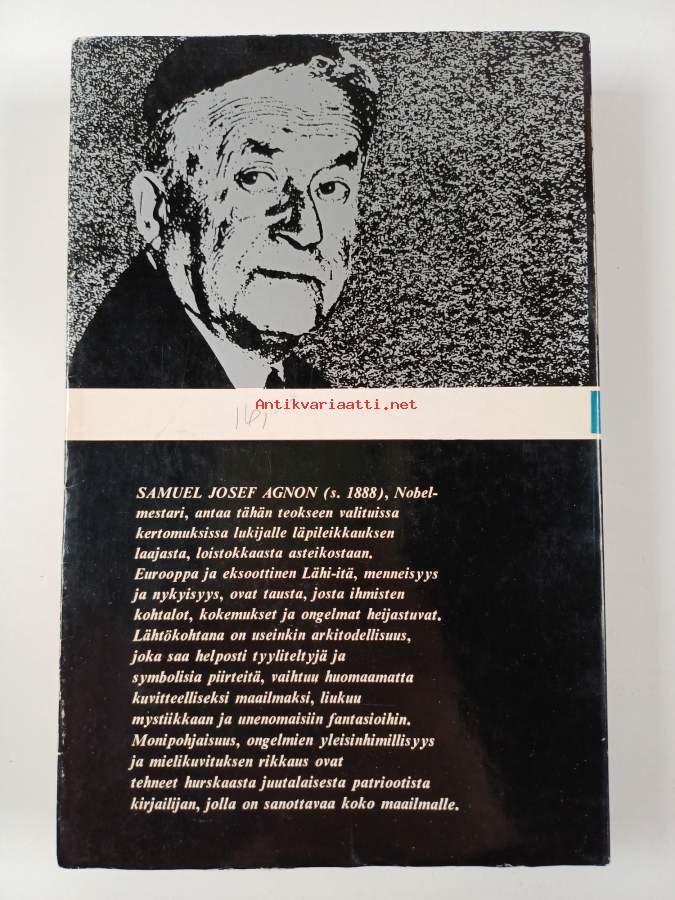 Antikvariaatti.net
16,
SAMUEL JOSEF AGNON (s. 1888), Nobel-
mestari, antaa tähän teokseen valituissa
kertomuksissa lukijalle läpileikkauksen
laajasta, loistokkaasta asteikostaan.
Eurooppa ja eksoottinen Lähi-itä, menneisyys
ja nykyisyys, ovat tausta, josta ihmisten
kohtalot, kokemukset ja ongelmat heijastuvat.
Lähtökohtana on useinkin arkitodellisuus,
joka saa helposti tyyliteltyjä ja
symbolisia piirteitä, vaihtuu huomaamatta
kuvitteelliseksi maailmaksi, liukuu
mystiikkaan ja unenomaisiin fantasioihin.
Monipohjaisuus, ongelmien yleisinhimillisyys
ja mielikuvituksen rikkaus ovat
tehneet hurskaasta juutalaisesta patriootista
kirjailijan, jolla on sanottavaa koko maailmalle.